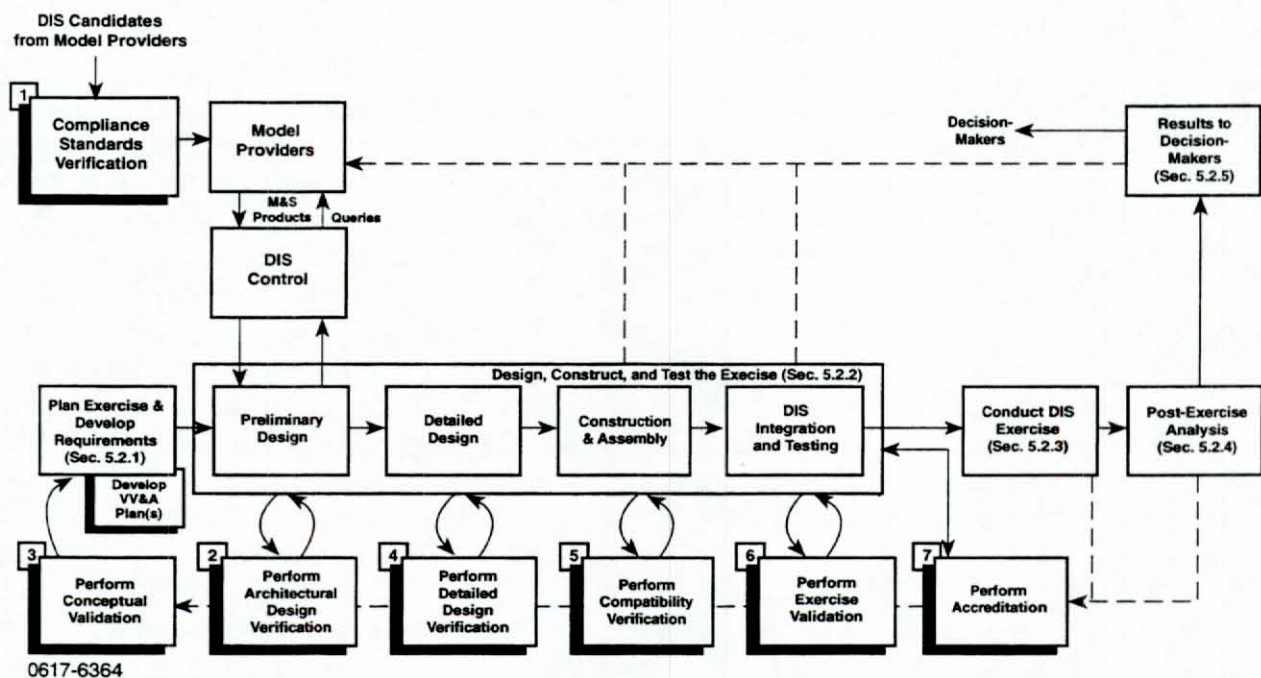 DIS Candidates
from Model Providers
1
Compliance
Standards
Verification
Model
Providers
Decision-
Makers
Results to
Decision-
Makers
(Sec. 5.2.5)
M&S
Products
Queries
DIS
Control
Design, Construct, and Test the Execise (Sec. 5.2.2)
Plan Exercise &
Develop
Requirements
(Sec. 5.2.1)
Preliminary
Design
Detailed
Design
Construction
& Assembly
DIS
Integration
and Testing
Conduct DIS
Exercise
(Sec. 5.2.3)
Post-Exercise
Analysis
(Sec. 5.2.4)
Develop
VV&A
Plan(s)
3
Perform
Conceptual
Validation
2
Perform
Architectural
Design
Verification
4
Perform
Detailed
Design
Verification
5
Perform
Compatibility
Verification
6
Perform
Exercise
Validation
7
Perform
Accreditation
0617-6364